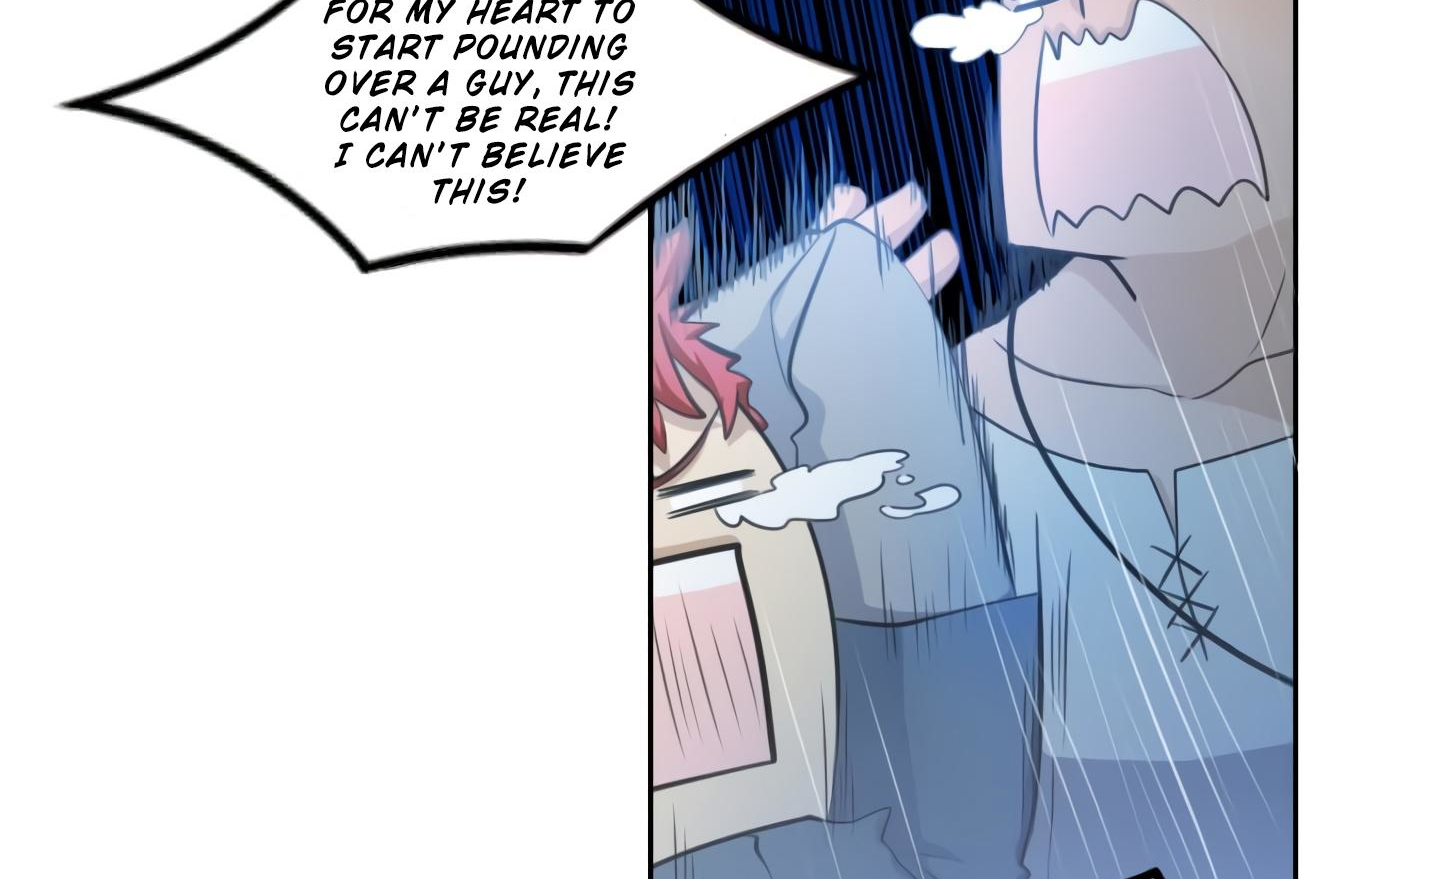 FOR MY HEART TO
START POUNDING
OVER A GUY, THIS
CAN'T BE REAL!
I CAN'T BELIEVE
THIS!